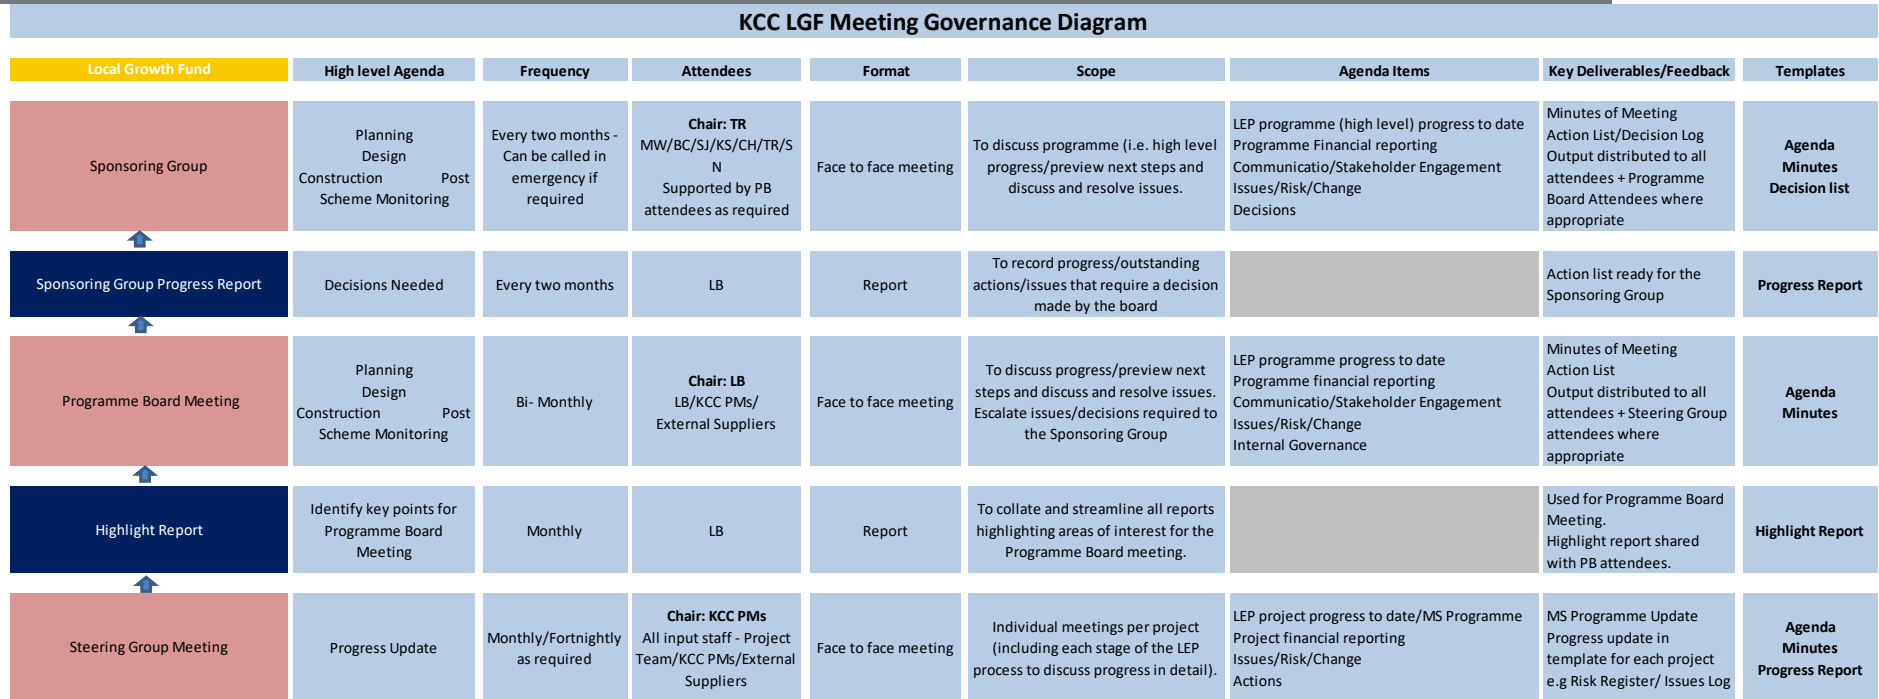 KCC LGF Meeting Governance Diagram
Local Growth Fund
High level Agenda
Frequency
Attendees
Format
Scope
Agenda Items
Key Deliverables/Feedback
Templates
Sponsoring Group
Planning
Design
Construction Post
Scheme Monitoring
Every two months -
Can be called in
emergency if
required
Chair: TR
MW/BC/SJ/KS/CH/TR/S
N
Supported by PB
attendees as required
Face to face meeting
To discuss programme (i.e. high level
progress/preview next steps and
discuss and resolve issues.
LEP programme (high level) progress to date
Programme Financial reporting
Communicatio/Stakeholder Engagement
Issues/Risk/Change
Decisions
Minutes of Meeting
Action List/Decision Log
Output distributed to all
attendees + Programme
Board Attendees where
appropriate
Agenda
Minutes
Decision list
Sponsoring Group Progress Report
Decisions Needed
Every two months
LB
Report
To record progress/outstanding
actions/issues that require a decision
made by the board
Action list ready for the
Sponsoring Group
Progress Report
Programme Board Meeting
Planning
Design
Construction Post
Scheme Monitoring
Bi- Monthly
Chair: LB
LB/KCC PMs/
External Suppliers
Face to face meeting
To discuss progress/preview next
steps and discuss and resolve issues.
Escalate issues/decisions required to
the Sponsoring Group
LEP programme progress to date
Programme financial reporting
Communicatio/Stakeholder Engagement
Issues/Risk/Change
Internal Governance
Minutes of Meeting
Action List
Output distributed to all
attendees + Steering Group
attendees where
appropriate
Agenda
Minutes
Highlight Report
Identify key points for
Programme Board
Meeting
Monthly
LB
Report
To collate and streamline all reports
highlighting areas of interest for the
Programme Board meeting.
Used for Programme Board
Meeting.
Highlight report shared
with PB attendees.
Highlight Report
Steering Group Meeting
Progress Update
Monthly/Fortnightly
as required
Chair: KCC PMs
All input staff - Project
Team/KCC PMs/External
Suppliers
Face to face meeting
Individual meetings per project
(including each stage of the LEP
process to discuss progress in detail).
LEP project progress to date/MS Programme
Project financial reporting
Issues/Risk/Change
Actions
MS Programme Update
Progress update in
template for each project
e.g Risk Register/ Issues Log
Agenda
Minutes
Progress Report